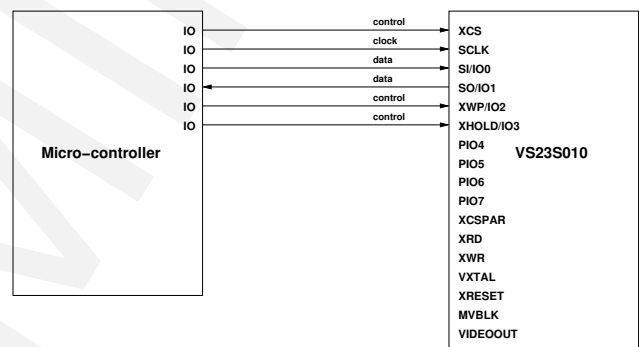 control
IO XCS
clock
IO SCLK
data
IO SI/IO0
data
IO SO/IO1
control
IO XWP/IO2
control
IO XHOLD/IO3
PIO4
Micro–controller VS23S010
PIO5
PIO6
PIO7
XCSPAR
XRD
XWR
VXTAL
XRESET
MVBLK
VIDEOOUT